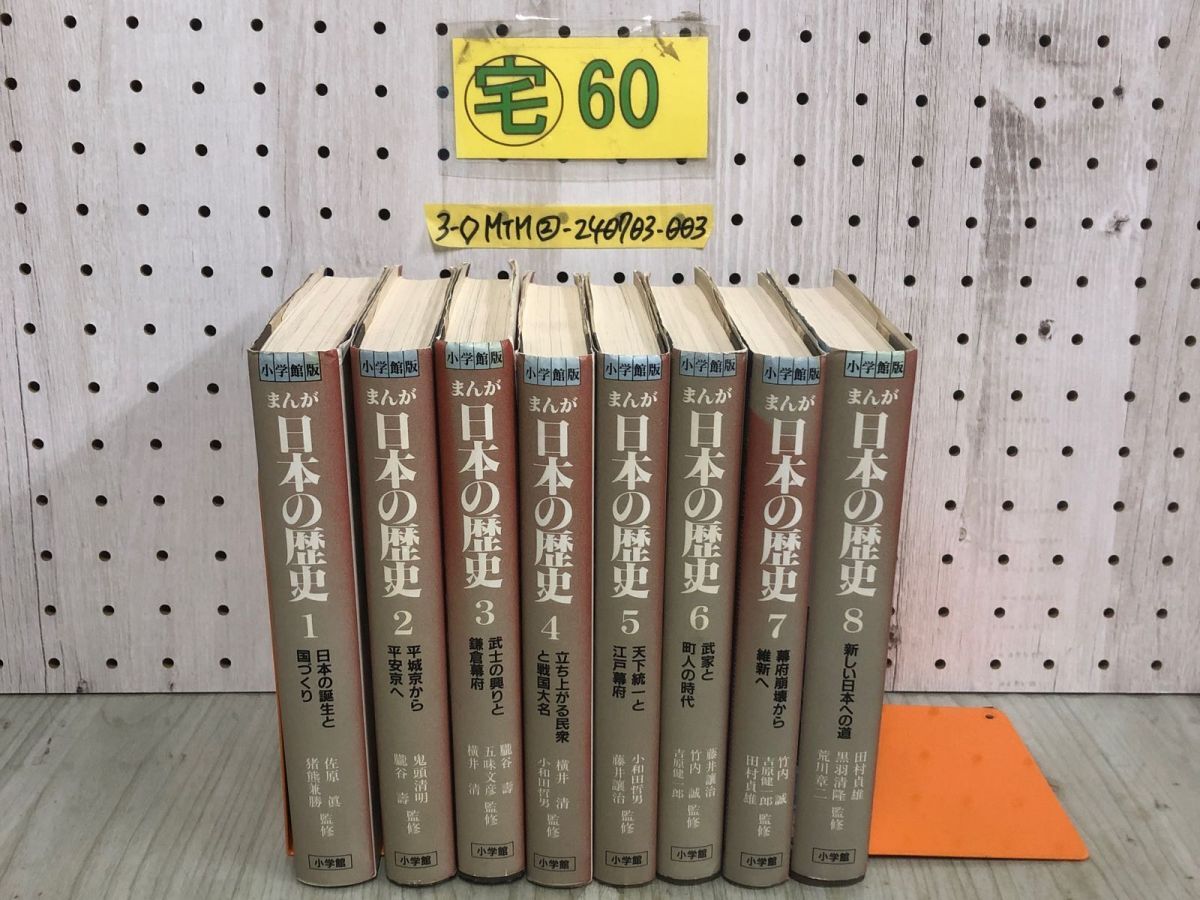 宅60
3-◇MTM②-240703-003
小学館版
まんが
日本の歴史
1
日本の誕生と
国づくり
佐原 眞
猪熊兼勝
監修
小学館
小学館版
まんが
日本の歴史
2
平城京から
平安京へ
鬼頭清明
朧谷 壽
監修
小学館
小学館版
まんが
日本の歴史
3
武士の興りと
鎌倉幕府
朧谷 壽
五味文彦
横井 清
監修
小学館
小学館版
まんが
日本の歴史
4
立ち上がる民衆
と戦国大名
横井 清
小和田哲男
監修
小学館
小学館版
まんが
日本の歴史
5
天下統一と
江戸幕府
小和田哲男
藤井讓治
監修
小学館
小学館版
まんが
日本の歴史
6
武家と
町人の時代
藤井讓治
竹内 誠
吉原健一郎
監修
小学館
小学館版
まんが
日本の歴史
7
幕府崩壊から
維新へ
竹内 誠
吉原健一郎
田村貞雄
監修
小学館
小学館版
まんが
日本の歴史
8
新しい日本への道
田村貞雄
黒羽清隆
荒川章二
監修
小学館